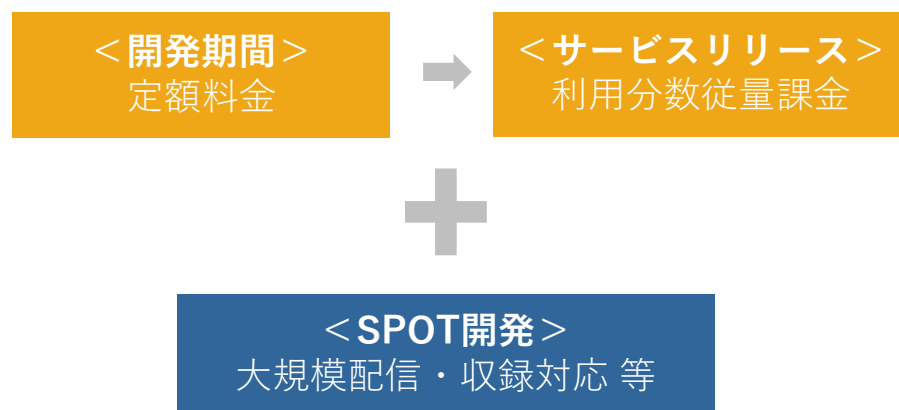 ＜開発期間＞
定額料金
＜サービスリリース＞
利用分数従量課金
＜SPOT開発＞
大規模配信・収録対応 等